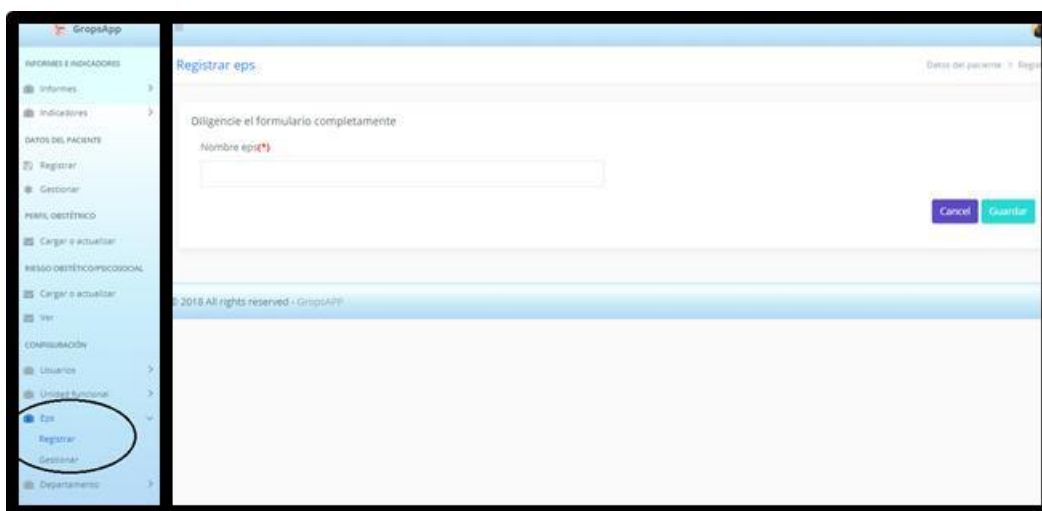 GropsApp
INFORMES E INDICADORES
Informes
Indicadores
DATOS DEL PACIENTE
Registrar
Gestionar
PERFIL OBSTÉTRICO
Cargar o actualizar
RIESGO OBSTÉTICO/PSICOSOCIAL
Cargar o actualizar
Ver
CONFIGURACIÓN
Usuarios
Unidad funcional
Eps
Registrar
Gestionar
Departamento
Registrar eps
Datos del paciente > Regis
Diligencie el formulario completamente
Nombre eps(*)
Cancel Guardar
© 2018 All rights reserved - GropsAPP